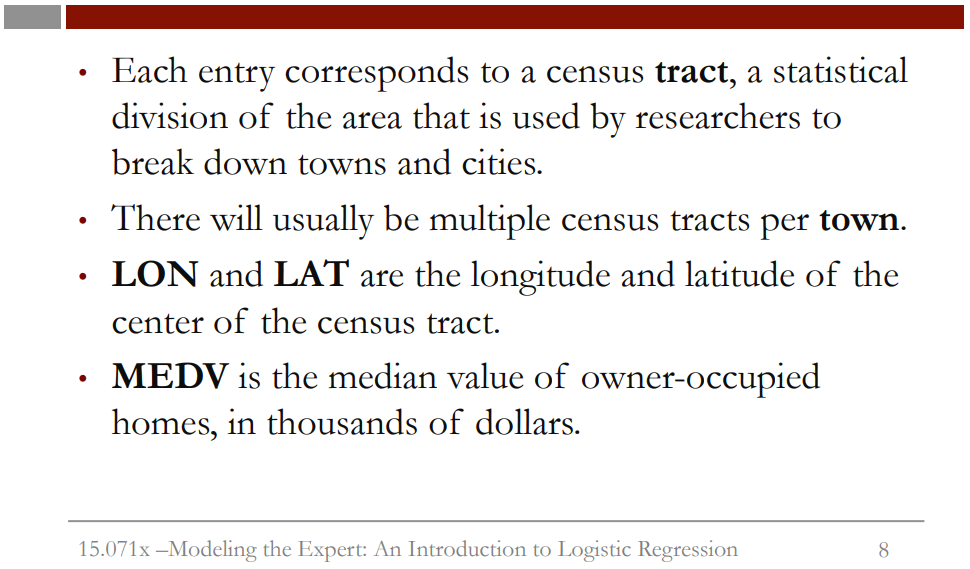 • Each entry corresponds to a census tract, a statistical
division of the area that is used by researchers to
break down towns and cities.
• There will usually be multiple census tracts per town.
• LON and LAT are the longitude and latitude of the
center of the census tract.
• MEDV is the median value of owner-occupied
homes, in thousands of dollars.
15.071x –Modeling the Expert: An Introduction to Logistic Regression 8